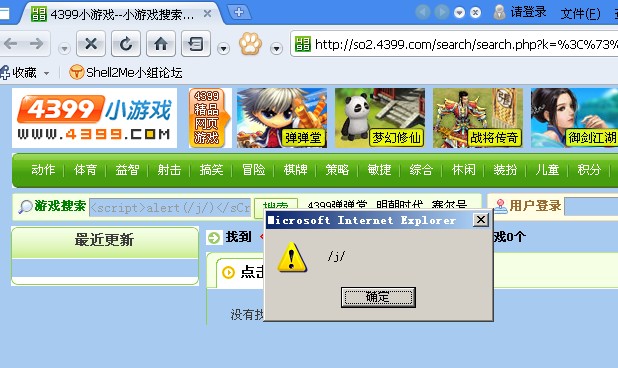 4399小游戏--小游戏搜索...
请登录 文件(F)
http://so2.4399.com/search/search.php?k=%3C%73%
收藏 Shell2Me小组论坛
4399 小游戏
www.4399.com
4399
精品
网页
游戏
弹弹堂
梦幻修仙
战将传奇
御剑江湖
动作 体育 益智 射击 搞笑 冒险 棋牌 策略 敏捷 综合 休闲 装扮 儿童 积分
游戏搜索 <script>alert(/j/)</sCr 搜索 4399弹弹堂 明朝时代 赛尔号 用户登录
最近更新
找到 戏0个
Microsoft Internet Explorer
/j/
确定
点击
没有找